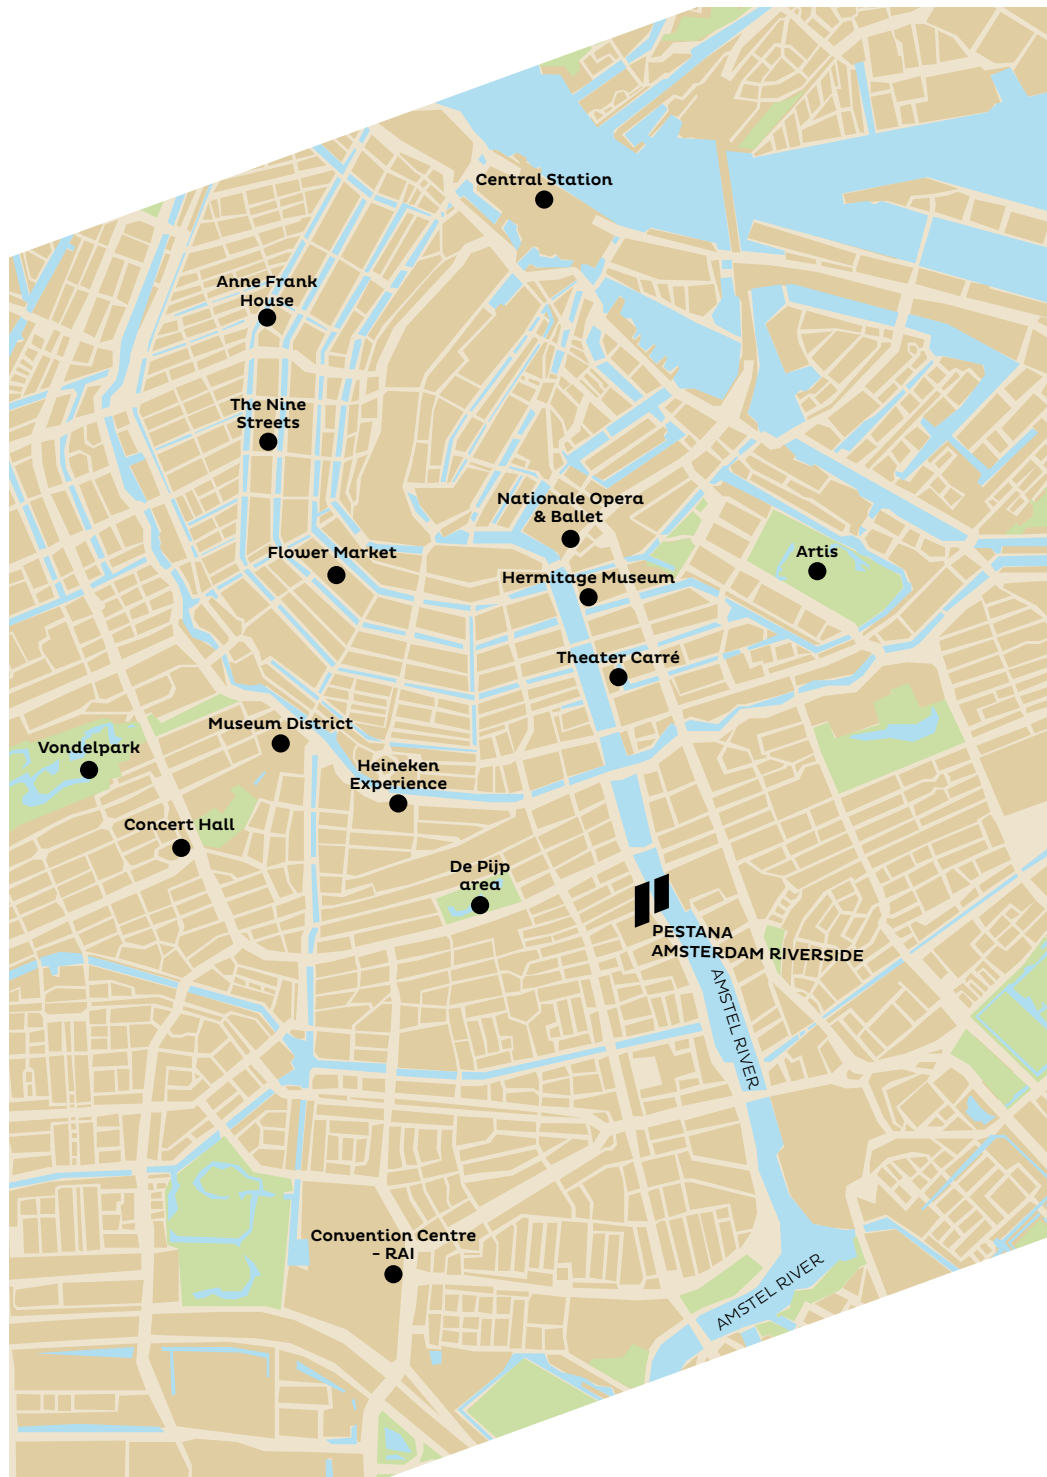 Central Station
Anne Frank
House
The Nine
Streets
Nationale Opera
& Ballet
Flower Market
Artis
Hermitage Museum
Theater Carré
Museum District
Vondelpark
Heineken
Experience
Concert Hall
De Pijp
area
PESTANA
AMSTERDAM RIVERSIDE
AMSTEL RIVER
Convention Centre
- RAI
AMSTEL RIVER